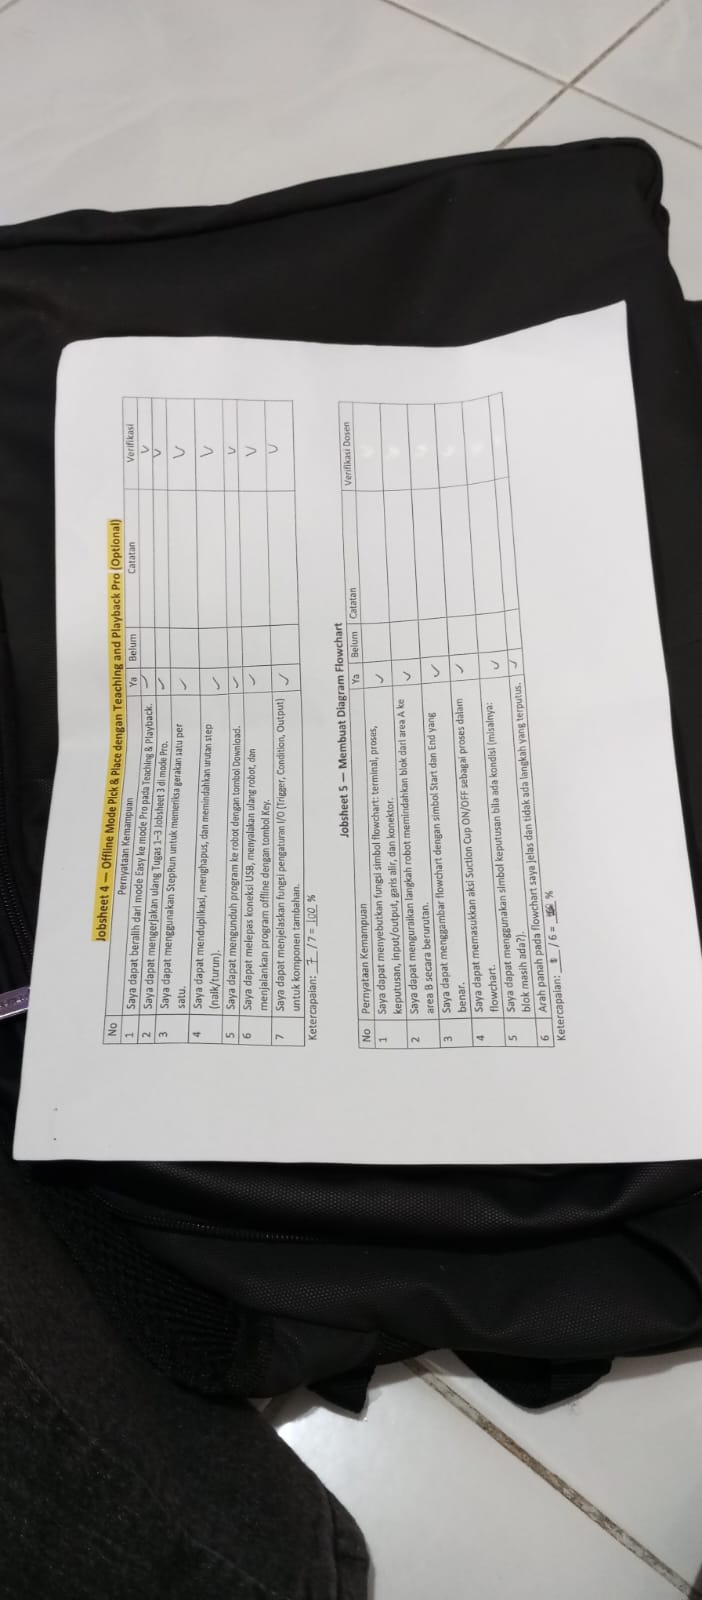 Jobsheet 4 — Offline Mode Pick & Place dengan Teaching and Playback Pro (Optional)
No Pernyataan Kemampuan Ya Belum Catatan Verifikasi
1 Saya dapat beralih dari mode Easy ke mode Pro pada Teaching & Playback. ✓ ✓
2 Saya dapat mengerjakan ulang Tugas 1–3 Jobsheet 3 di mode Pro. ✓ ✓
3 Saya dapat menggunakan StepRun untuk memeriksa gerakan satu per ✓ ✓
satu.
4 Saya dapat menduplikasi, menghapus, dan memindahkan urutan step ✓ ✓
(naik/turun).
5 Saya dapat mengunduh program ke robot dengan tombol Download. ✓ ✓
6 Saya dapat melepas koneksi USB, menyalakan ulang robot, dan ✓ ✓
menjalankan program offline dengan tombol Key.
7 Saya dapat menjelaskan fungsi pengaturan I/O (Trigger, Condition, Output) ✓ ✓
untuk komponen tambahan.
Ketercapaian: 7 / 7 = 100 %
Jobsheet 5 — Membuat Diagram Flowchart
No Pernyataan Kemampuan Ya Belum Catatan Verifikasi Dosen
1 Saya dapat menyebutkan fungsi simbol flowchart: terminal, proses, ✓
keputusan, input/output, garis alir, dan konektor.
2 Saya dapat menguraikan langkah robot memindahkan blok dari area A ke ✓
area B secara berurutan.
3 Saya dapat menggambar flowchart dengan simbol Start dan End yang ✓
benar.
4 Saya dapat memasukkan aksi Suction Cup ON/OFF sebagai proses dalam ✓
flowchart.
5 Saya dapat menggunakan simbol keputusan bila ada kondisi (misalnya: ✓
blok masih ada?).
6 Arah panah pada flowchart saya jelas dan tidak ada langkah yang terputus. ✓
Ketercapaian: / 6 = %